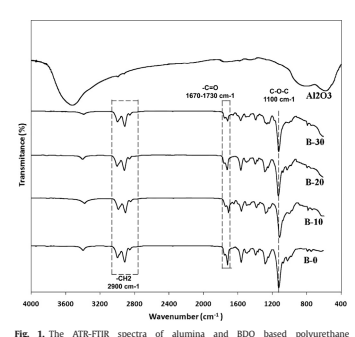 -C=O
1670-1730 cm-1
C-O-C
1100 cm-1
Al2O3
B-30
B-20
B-10
B-0
-CH2
2900 cm-1
Transmitance [%]
4000 3600 3200 2800 2400 2000 1600 1200 800 400
Wavenumber (cm-1)
Fig. 1. The ATR-FTIR spectra of alumina and BDO based polyurethane